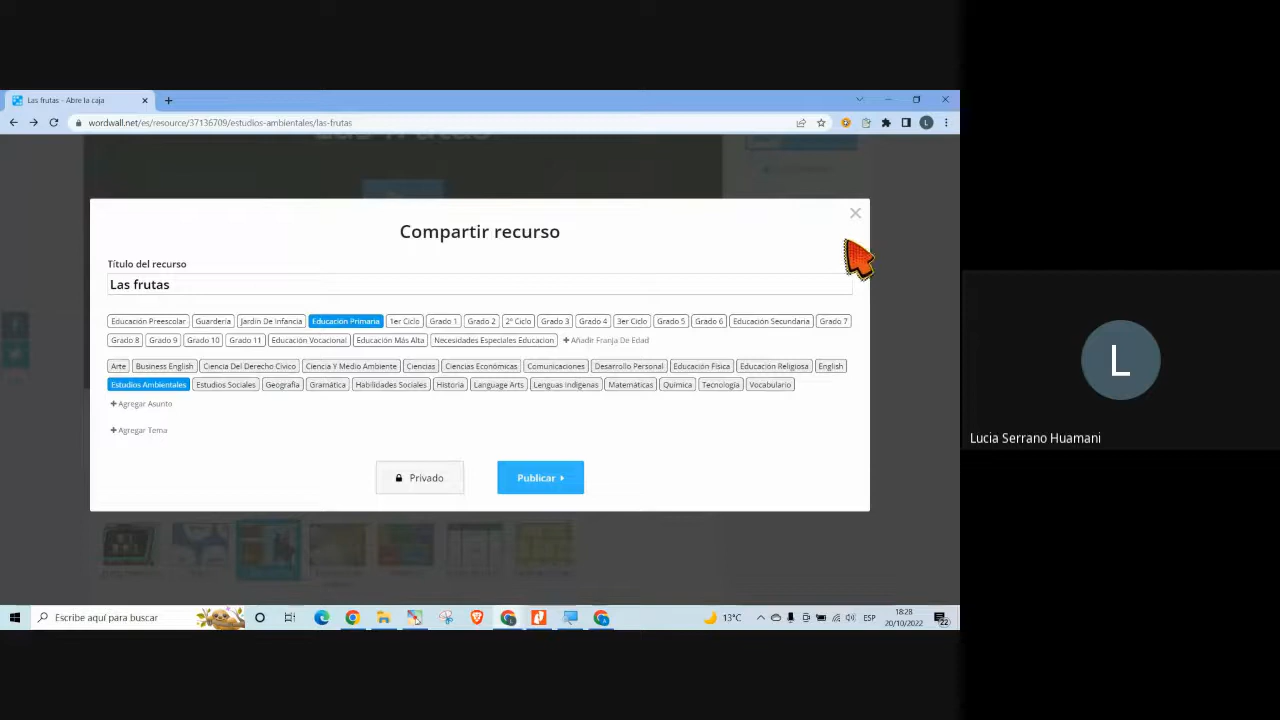 Las frutas - Abre la caja
wordwall.net/es/resource/37136709/estudios-ambientales/las-frutas
Compartir recurso
Título del recurso
Las frutas
Educación Preescolar Guardería Jardín De Infancia Educación Primaria 1er Ciclo Grado 1 Grado 2 2º Ciclo Grado 3 Grado 4 3er Ciclo Grado 5 Grado 6 Educación Secundaria Grado 7
Grado 8 Grado 9 Grado 10 Grado 11 Educación Vocacional Educación Más Alta Necesidades Especiales Educacion + Añadir Franja De Edad
Arte Business English Ciencia Del Derecho Civico Ciencia Y Medio Ambiente Ciencias Ciencias Económicas Comunicaciones Desarrollo Personal Educación Física Educación Religiosa English
Estudios Ambientales Estudios Sociales Geografía Gramática Habilidades Sociales Historia Language Arts Lenguas Indígenas Matemáticas Química Tecnología Vocabulario
+ Agregar Asunto
+ Agregar Tema
Privado Publicar
L
Lucia Serrano Huamani
Escribe aquí para buscar
13°C
ESP
18:28
20/10/2022
22